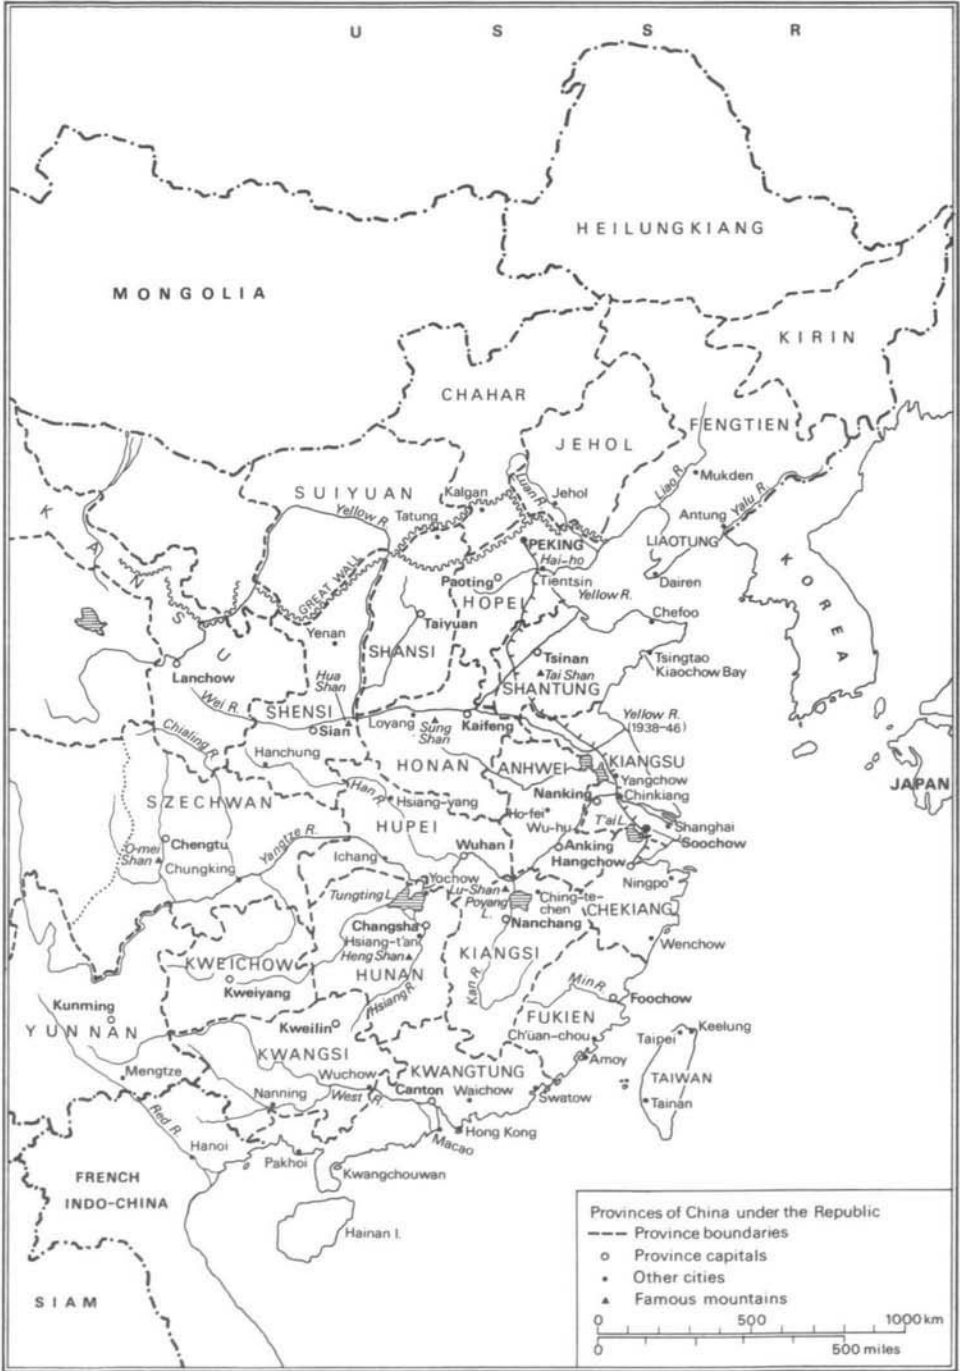 U S S R
HEILUNGKIANG
MONGOLIA
KIRIN
CHAHAR
FENGTIEN
JEHOL
Liao R.
Mukden
SUIYUAN
Kalgan
Luan R.
Jehol
Yellow R.
Tatung
Antung
Yalu R.
KANSU
PEKING
LIAOTUNG
Hai-ho
GREAT WALL
Paoting
Tientsin
Dairen
KOREA
HOPEI
Yellow R.
Chefoo
Taiyuan
Yenan
SHANSI
Tsinan
Tsingtao
Lanchow
Hua
Shan
Tai Shan
Kiaochow Bay
SHANTUNG
Wei R.
SHENSI
Loyang
Sung
Shan
Kaifeng
Yellow R.
(1938–46)
Sian
Chialing R.
Hanchung
HONAN
ANHWEI
KIANGSU
Yangchow
JAPAN
SZECHWAN
Han R.
Hsiang-yang
Nanking
Chinkiang
Ho-fei
HUPEI
Wu-hu
T'ai L.
Shanghai
O-mei
Shan
Chengtu
Yangtze R.
Wuhan
Anking
Soochow
Ichang
Hangchow
Chungking
Yochow
Lu-Shan
Ningpo
Tungting L.
Poyang
L.
Ching-te-
chen
CHEKIANG
Changsha
Nanchang
Hsiang-t'an
Wenchow
Heng Shan
KIANGSI
KWEICHOW
HUNAN
Kan R.
Min R.
Kweiyang
Foochow
Kunming
Hsiang R.
FUKIEN
Kweilin
YUNNAN
Ch'üan-chou
Taipei
Keelung
KWANGSI
Amoy
KWANGTUNG
Mengtze
Wuchow
TAIWAN
Nanning
West R.
Canton
Waichow
Swatow
Tainan
Red R.
Hong Kong
Hanoi
Macao
Pakhoi
Kwangchouwan
FRENCH
INDO-CHINA
Hainan I.
SIAM
Provinces of China under the Republic
Province boundaries
Province capitals
Other cities
Famous mountains
0 500 1000 km
0 500 miles